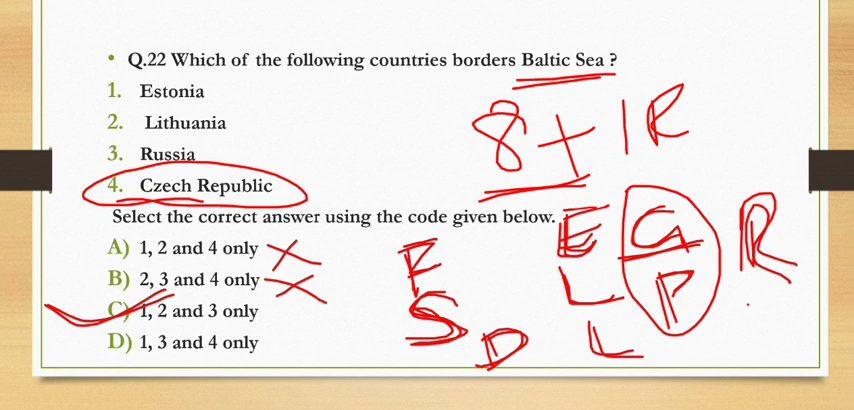 • Q.22 Which of the following countries borders Baltic Sea ?
1. Estonia
2. Lithuania
3. Russia
4. Czech Republic
Select the correct answer using the code given below.
A) 1, 2 and 4 only
B) 2, 3 and 4 only
C) 1, 2 and 3 only
D) 1, 3 and 4 only
8 + 1R
E G R
F L P
S D L